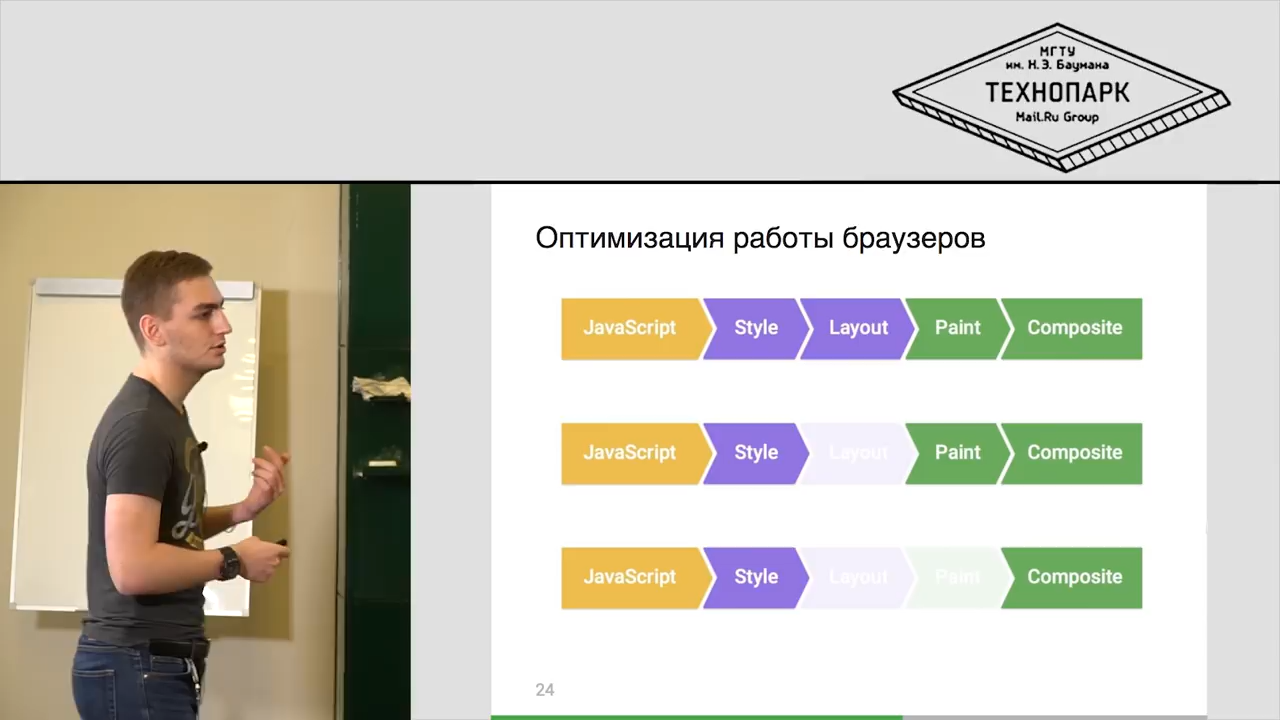 МГТУ
им. Н.Э. Баумана
ТЕХНОПАРК
Mail.Ru Group
Оптимизация работы браузеров
JavaScript Style Layout Paint Composite
JavaScript Style Layout Paint Composite
JavaScript Style Layout Paint Composite
24